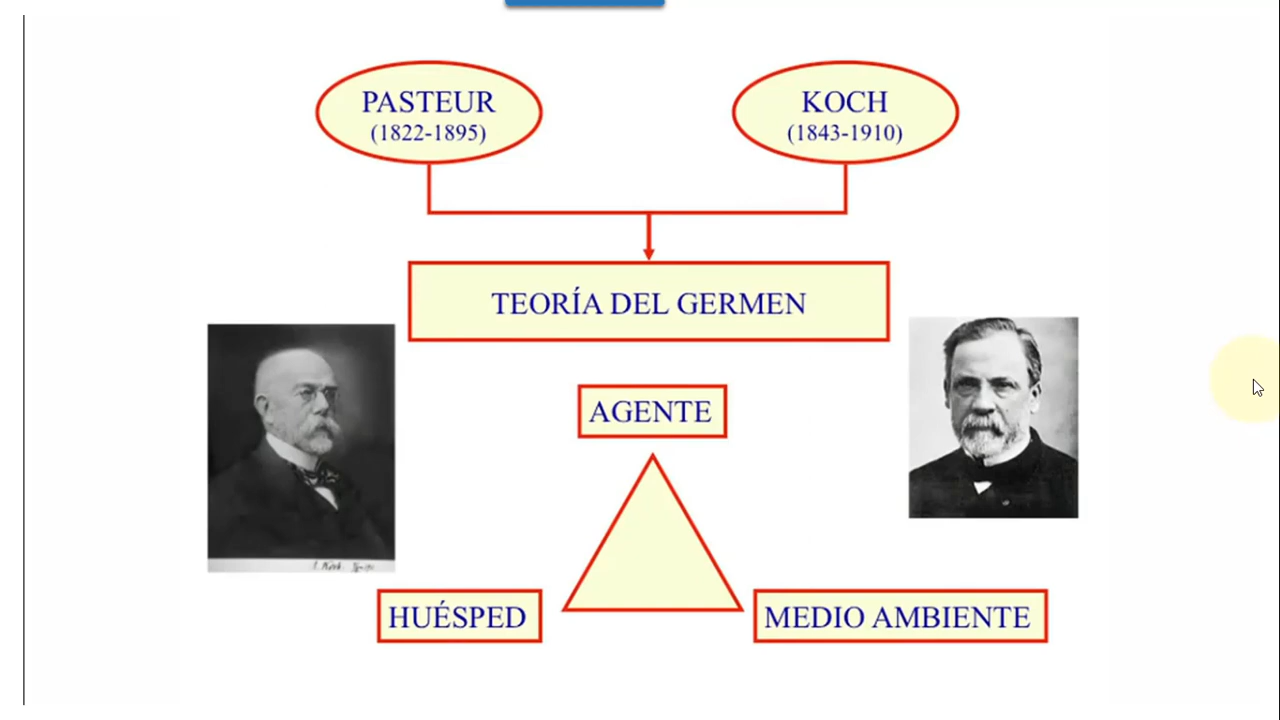 PASTEUR
(1822-1895)
KOCH
(1843-1910)
TEORÍA DEL GERMEN
AGENTE
HUÉSPED
MEDIO AMBIENTE